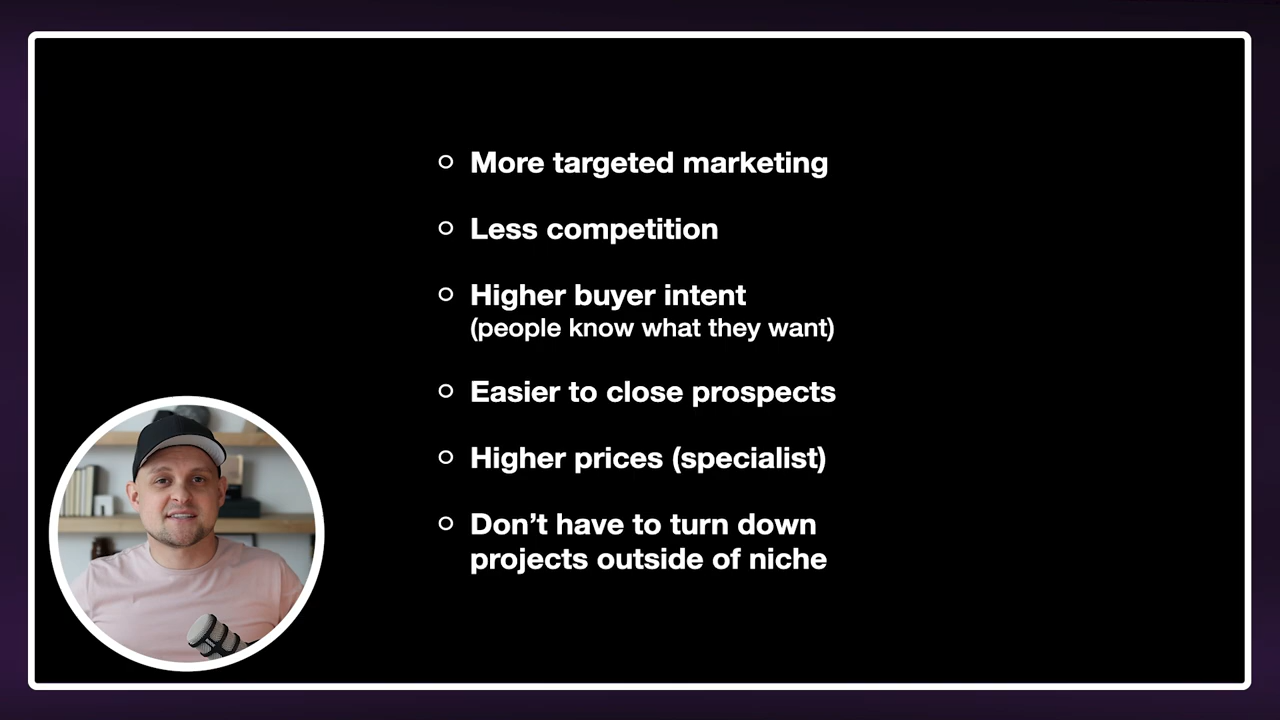 More targeted marketing
Less competition
Higher buyer intent
(people know what they want)
Easier to close prospects
Higher prices (specialist)
Don’t have to turn down
projects outside of niche